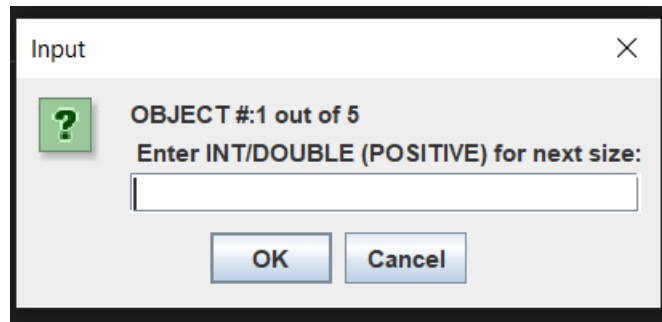 Input
OBJECT #:1 out of 5
Enter INT/DOUBLE (POSITIVE) for next size:
OK Cancel